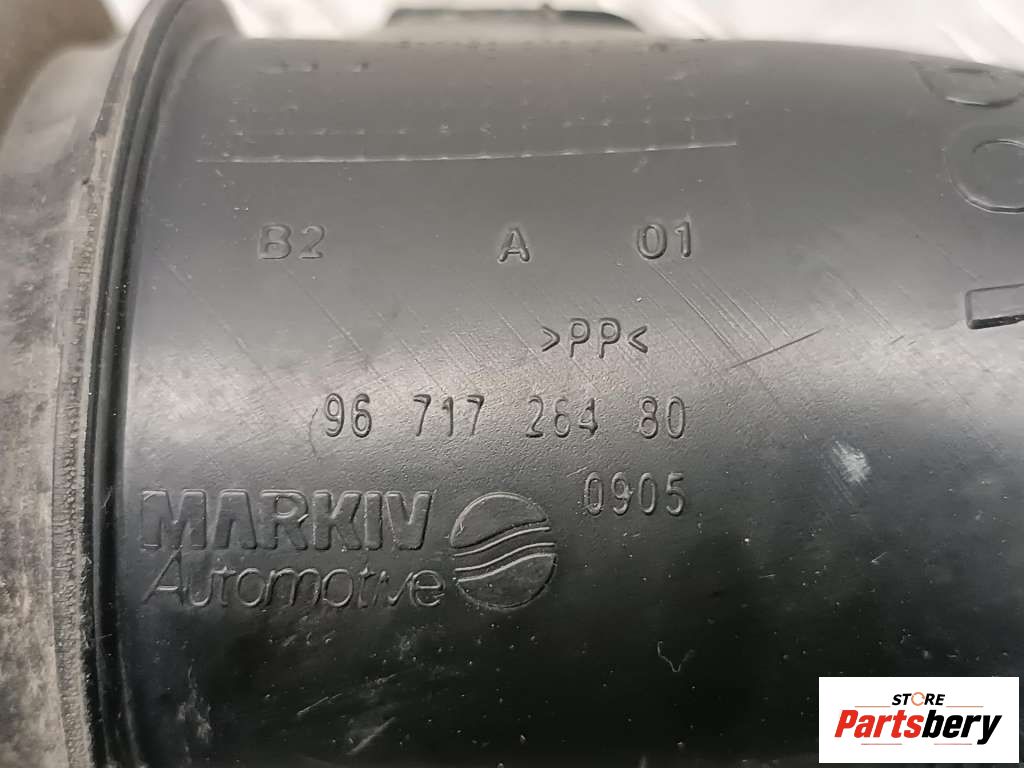 B2 A 01
>PP<
96 717 264 80
0905
MARKIV
Automotive
STORE
Partsbery